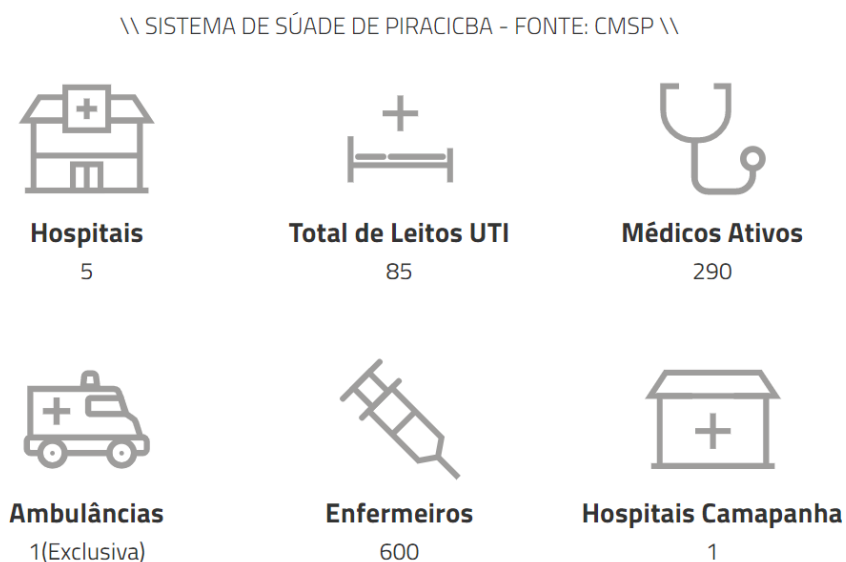 \\ SISTEMA DE SÚADE DE PIRACICBA - FONTE: CMSP \\
Hospitais
5
Total de Leitos UTI
85
Médicos Ativos
290
Ambulâncias
1(Exclusiva)
Enfermeiros
600
Hospitais Camapanha
1